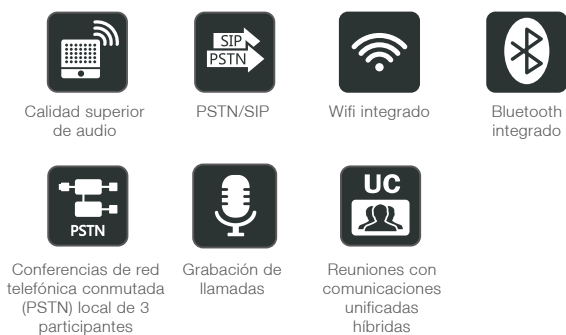 SIP
PSTN
Calidad superior
de audio
PSTN/SIP
Wifi integrado
Bluetooth
integrado
PSTN
UC
Conferencias de red
telefónica conmutada
(PSTN) local de 3
participantes
Grabación de
llamadas
Reuniones con
comunicaciones
unificadas
híbridas